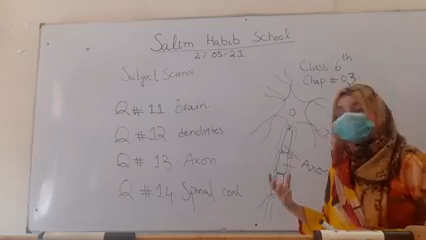 Salim Habib School
21-05-21
Subject Science
Class 6th
Chap # 03
Q # 11. Brain
Q # 12. dendrites
Q # 13 Axon
Q # 14 Spinal cord
Axon